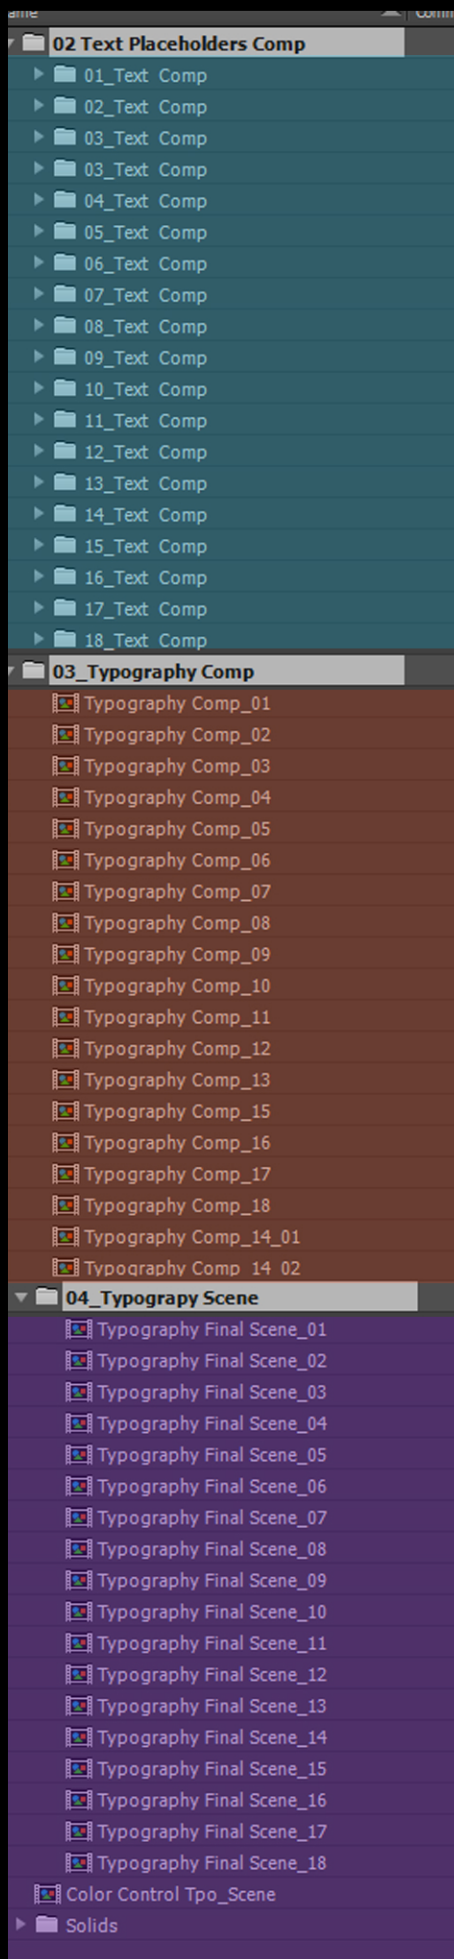 02 Text Placeholders Comp
01_Text Comp
02_Text Comp
03_Text Comp
03_Text Comp
04_Text Comp
05_Text Comp
06_Text Comp
07_Text Comp
08_Text Comp
09_Text Comp
10_Text Comp
11_Text Comp
12_Text Comp
13_Text Comp
14_Text Comp
15_Text Comp
16_Text Comp
17_Text Comp
18_Text Comp
03_Typography Comp
Typography Comp_01
Typography Comp_02
Typography Comp_03
Typography Comp_04
Typography Comp_05
Typography Comp_06
Typography Comp_07
Typography Comp_08
Typography Comp_09
Typography Comp_10
Typography Comp_11
Typography Comp_12
Typography Comp_13
Typography Comp_15
Typography Comp_16
Typography Comp_17
Typography Comp_18
Typography Comp_14_01
Typography Comp_14_02
04_Typograpy Scene
Typography Final Scene_01
Typography Final Scene_02
Typography Final Scene_03
Typography Final Scene_04
Typography Final Scene_05
Typography Final Scene_06
Typography Final Scene_07
Typography Final Scene_08
Typography Final Scene_09
Typography Final Scene_10
Typography Final Scene_11
Typography Final Scene_12
Typography Final Scene_13
Typography Final Scene_14
Typography Final Scene_15
Typography Final Scene_16
Typography Final Scene_17
Typography Final Scene_18
Color Control Tpo_Scene
Solids